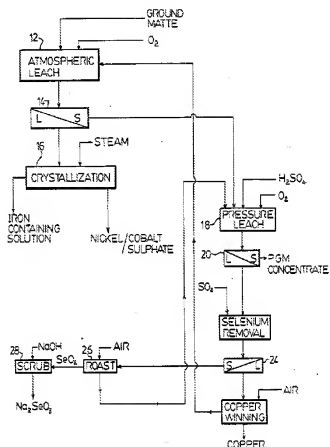 GROUND
MATTE
12
O₂
ATMOSPHERIC
LEACH
14
L S
STEAM
16
CRYSTALLIZATION
H₂SO₄
O₂
PRESSURE
LEACH
18
IRON
CONTAINING
SOLUTION
NICKEL/COBALT
SULPHATE
20
L S
PGM
CONCENTRATE
SO₂
SELENIUM
REMOVAL
NaOH
AIR
28
SCRUB
SeO₂
26
ROAST
S L
24
AIR
Na₂SeO₃
COPPER
WINNING
COPPER